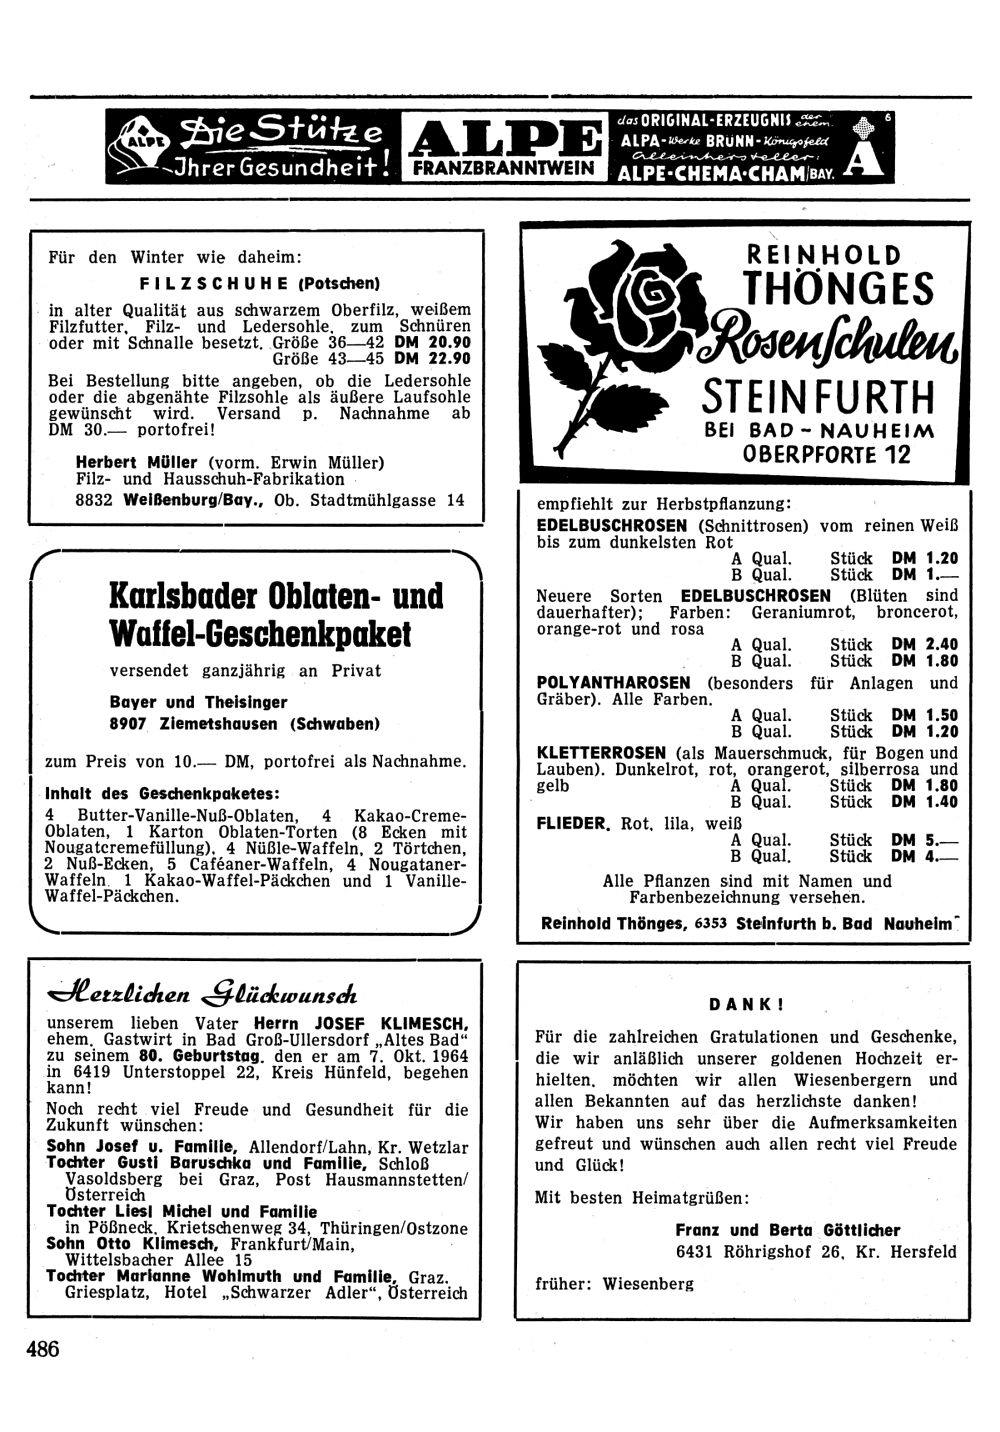 ALPE
Die Stütze
Ihrer Gesundheit!
ALPE
FRANZBRANNTWEIN
das ORIGINAL-ERZEUGNIS der ehem.
ALPA-Werke BRÜNN-Königsfeld
Alleinhersteller:
ALPE-CHEMA-CHAM/BAY.
6
A
Für den Winter wie daheim:
FILZSCHUHE (Potschen)
in alter Qualität aus schwarzem Oberfilz, weißem
Filzfutter, Filz- und Ledersohle, zum Schnüren
oder mit Schnalle besetzt. Größe 36—42 DM 20.90
Größe 43—45 DM 22.90
Bei Bestellung bitte angeben, ob die Ledersohle
oder die abgenähte Filzsohle als äußere Laufsohle
gewünscht wird. Versand p. Nachnahme ab
DM 30.— portofrei!
Herbert Müller (vorm. Erwin Müller)
Filz- und Hausschuh-Fabrikation
8832 Weißenburg/Bay., Ob. Stadtmühlgasse 14
Karlsbader Oblaten- und
Waffel-Geschenkpaket
versendet ganzjährig an Privat
Bayer und Theisinger
8907 Ziemetshausen (Schwaben)
zum Preis von 10.— DM, portofrei als Nachnahme.
Inhalt des Geschenkpaketes:
4 Butter-Vanille-Nuß-Oblaten, 4 Kakao-Creme-
Oblaten, 1 Karton Oblaten-Torten (8 Ecken mit
Nougatcremefüllung), 4 Nüßle-Waffeln, 2 Törtchen,
2 Nuß-Ecken, 5 Caféaner-Waffeln, 4 Nougataner-
Waffeln, 1 Kakao-Waffel-Päckchen und 1 Vanille-
Waffel-Päckchen.
Herzlichen Glückwunsch
unserem lieben Vater Herrn JOSEF KLIMESCH,
ehem. Gastwirt in Bad Groß-Ullersdorf „Altes Bad“
zu seinem 80. Geburtstag, den er am 7. Okt. 1964
in 6419 Unterstoppel 22, Kreis Hünfeld, begehen
kann!
Noch recht viel Freude und Gesundheit für die
Zukunft wünschen:
Sohn Josef u. Familie, Allendorf/Lahn, Kr. Wetzlar
Tochter Gusti Baruschka und Familie, Schloß
Vasoldsberg bei Graz, Post Hausmannstetten/
Österreich
Tochter Liesl Michel und Familie
in Pößneck, Krietschenweg 34, Thüringen/Ostzone
Sohn Otto Klimesch, Frankfurt/Main,
Wittelsbacher Allee 15
Tochter Marianne Wohlmuth und Familie, Graz.
Griesplatz, Hotel „Schwarzer Adler“, Österreich
REINHOLD
THÖNGES
Rosenschulen
STEINFURTH
BEI BAD-NAUHEIM
OBERPFORTE 12
empfiehlt zur Herbstpflanzung:
EDELBUSCHROSEN (Schnittrosen) vom reinen Weiß
bis zum dunkelsten Rot
A Qual. Stück DM 1.20
B Qual. Stück DM 1.—
Neuere Sorten EDELBUSCHROSEN (Blüten sind
dauerhafter); Farben: Geraniumrot, broncerot,
orange-rot und rosa
A Qual. Stück DM 2.40
B Qual. Stück DM 1.80
POLYANTHAROSEN (besonders für Anlagen und
Gräber). Alle Farben.
A Qual. Stück DM 1.50
B Qual. Stück DM 1.20
KLETTERROSEN (als Mauerschmuck, für Bogen und
Lauben). Dunkelrot, rot, orangerot, silberrosa und
gelb A Qual. Stück DM 1.80
B Qual. Stück DM 1.40
FLIEDER. Rot, lila, weiß
A Qual. Stück DM 5.—
B Qual. Stück DM 4.—
Alle Pflanzen sind mit Namen und
Farbenbezeichnung versehen.
Reinhold Thönges, 6353 Steinfurth b. Bad Nauheim
DANK!
Für die zahlreichen Gratulationen und Geschenke,
die wir anläßlich unserer goldenen Hochzeit er-
hielten, möchten wir allen Wiesenbergern und
allen Bekannten auf das herzlichste danken!
Wir haben uns sehr über die Aufmerksamkeiten
gefreut und wünschen auch allen recht viel Freude
und Glück!
Mit besten Heimatgrüßen:
Franz und Berta Göttlicher
6431 Röhrigshof 26, Kr. Hersfeld
früher: Wiesenberg
486